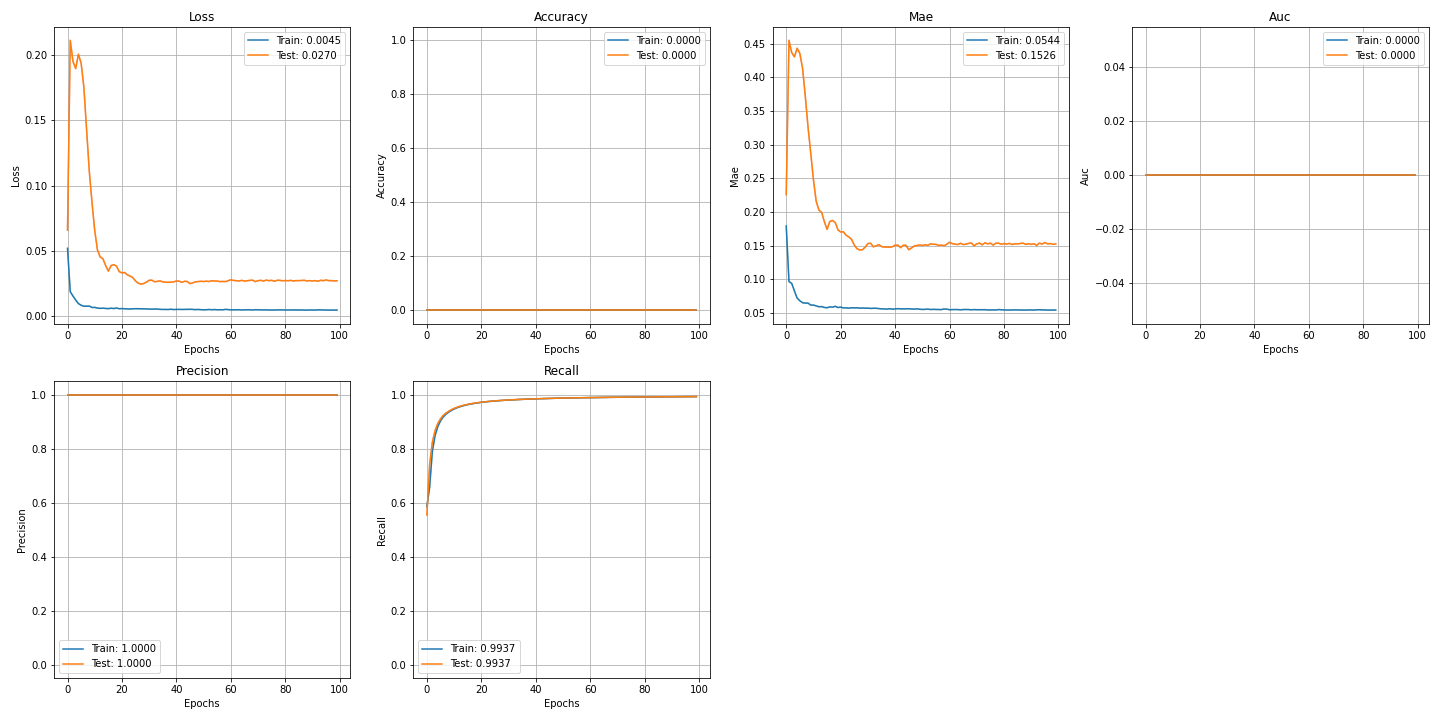 Loss
Train: 0.0045
Test: 0.0270
0.20
0.15
0.10
0.05
0.00
Loss
0 20 40 60 80 100
Epochs
Accuracy
Train: 0.0000
Test: 0.0000
1.0
0.8
0.6
0.4
0.2
0.0
Accuracy
0 20 40 60 80 100
Epochs
Mae
Train: 0.0544
Test: 0.1526
0.45
0.40
0.35
0.30
0.25
0.20
0.15
0.10
0.05
Mae
0 20 40 60 80 100
Epochs
Auc
Train: 0.0000
Test: 0.0000
0.04
0.02
0.00
−0.02
−0.04
Auc
0 20 40 60 80 100
Epochs
Precision
1.0
0.8
0.6
0.4
0.2
0.0
Precision
Train: 1.0000
Test: 1.0000
0 20 40 60 80 100
Epochs
Recall
1.0
0.8
0.6
0.4
0.2
0.0
Recall
Train: 0.9937
Test: 0.9937
0 20 40 60 80 100
Epochs